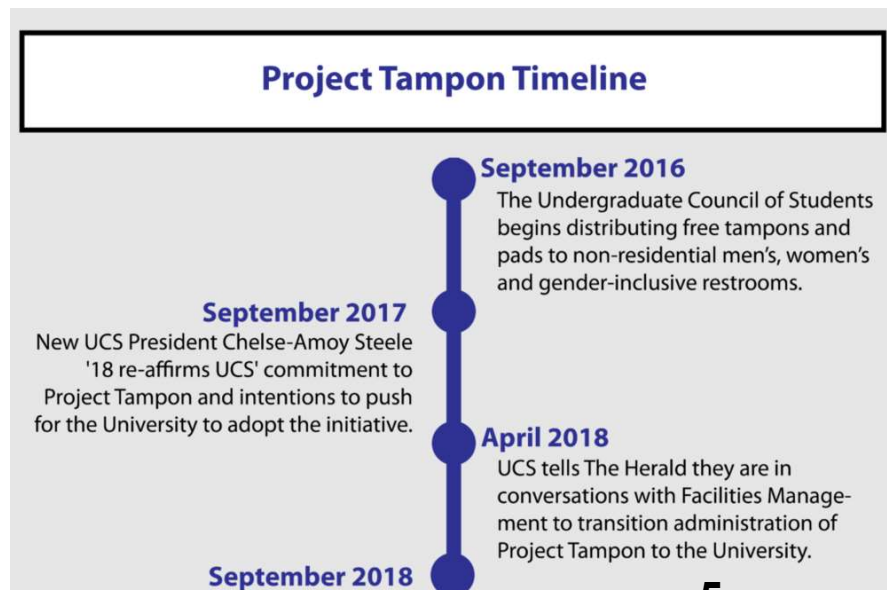 Project Tampon Timeline
September 2016
The Undergraduate Council of Students
begins distributing free tampons and
pads to non-residential men's, women's
and gender-inclusive restrooms.
September 2017
New UCS President Chelse-Amoy Steele
'18 re-affirms UCS' commitment to
Project Tampon and intentions to push
for the University to adopt the initiative.
April 2018
UCS tells The Herald they are in
conversations with Facilities Manage-
ment to transition administration of
Project Tampon to the University.
September 2018